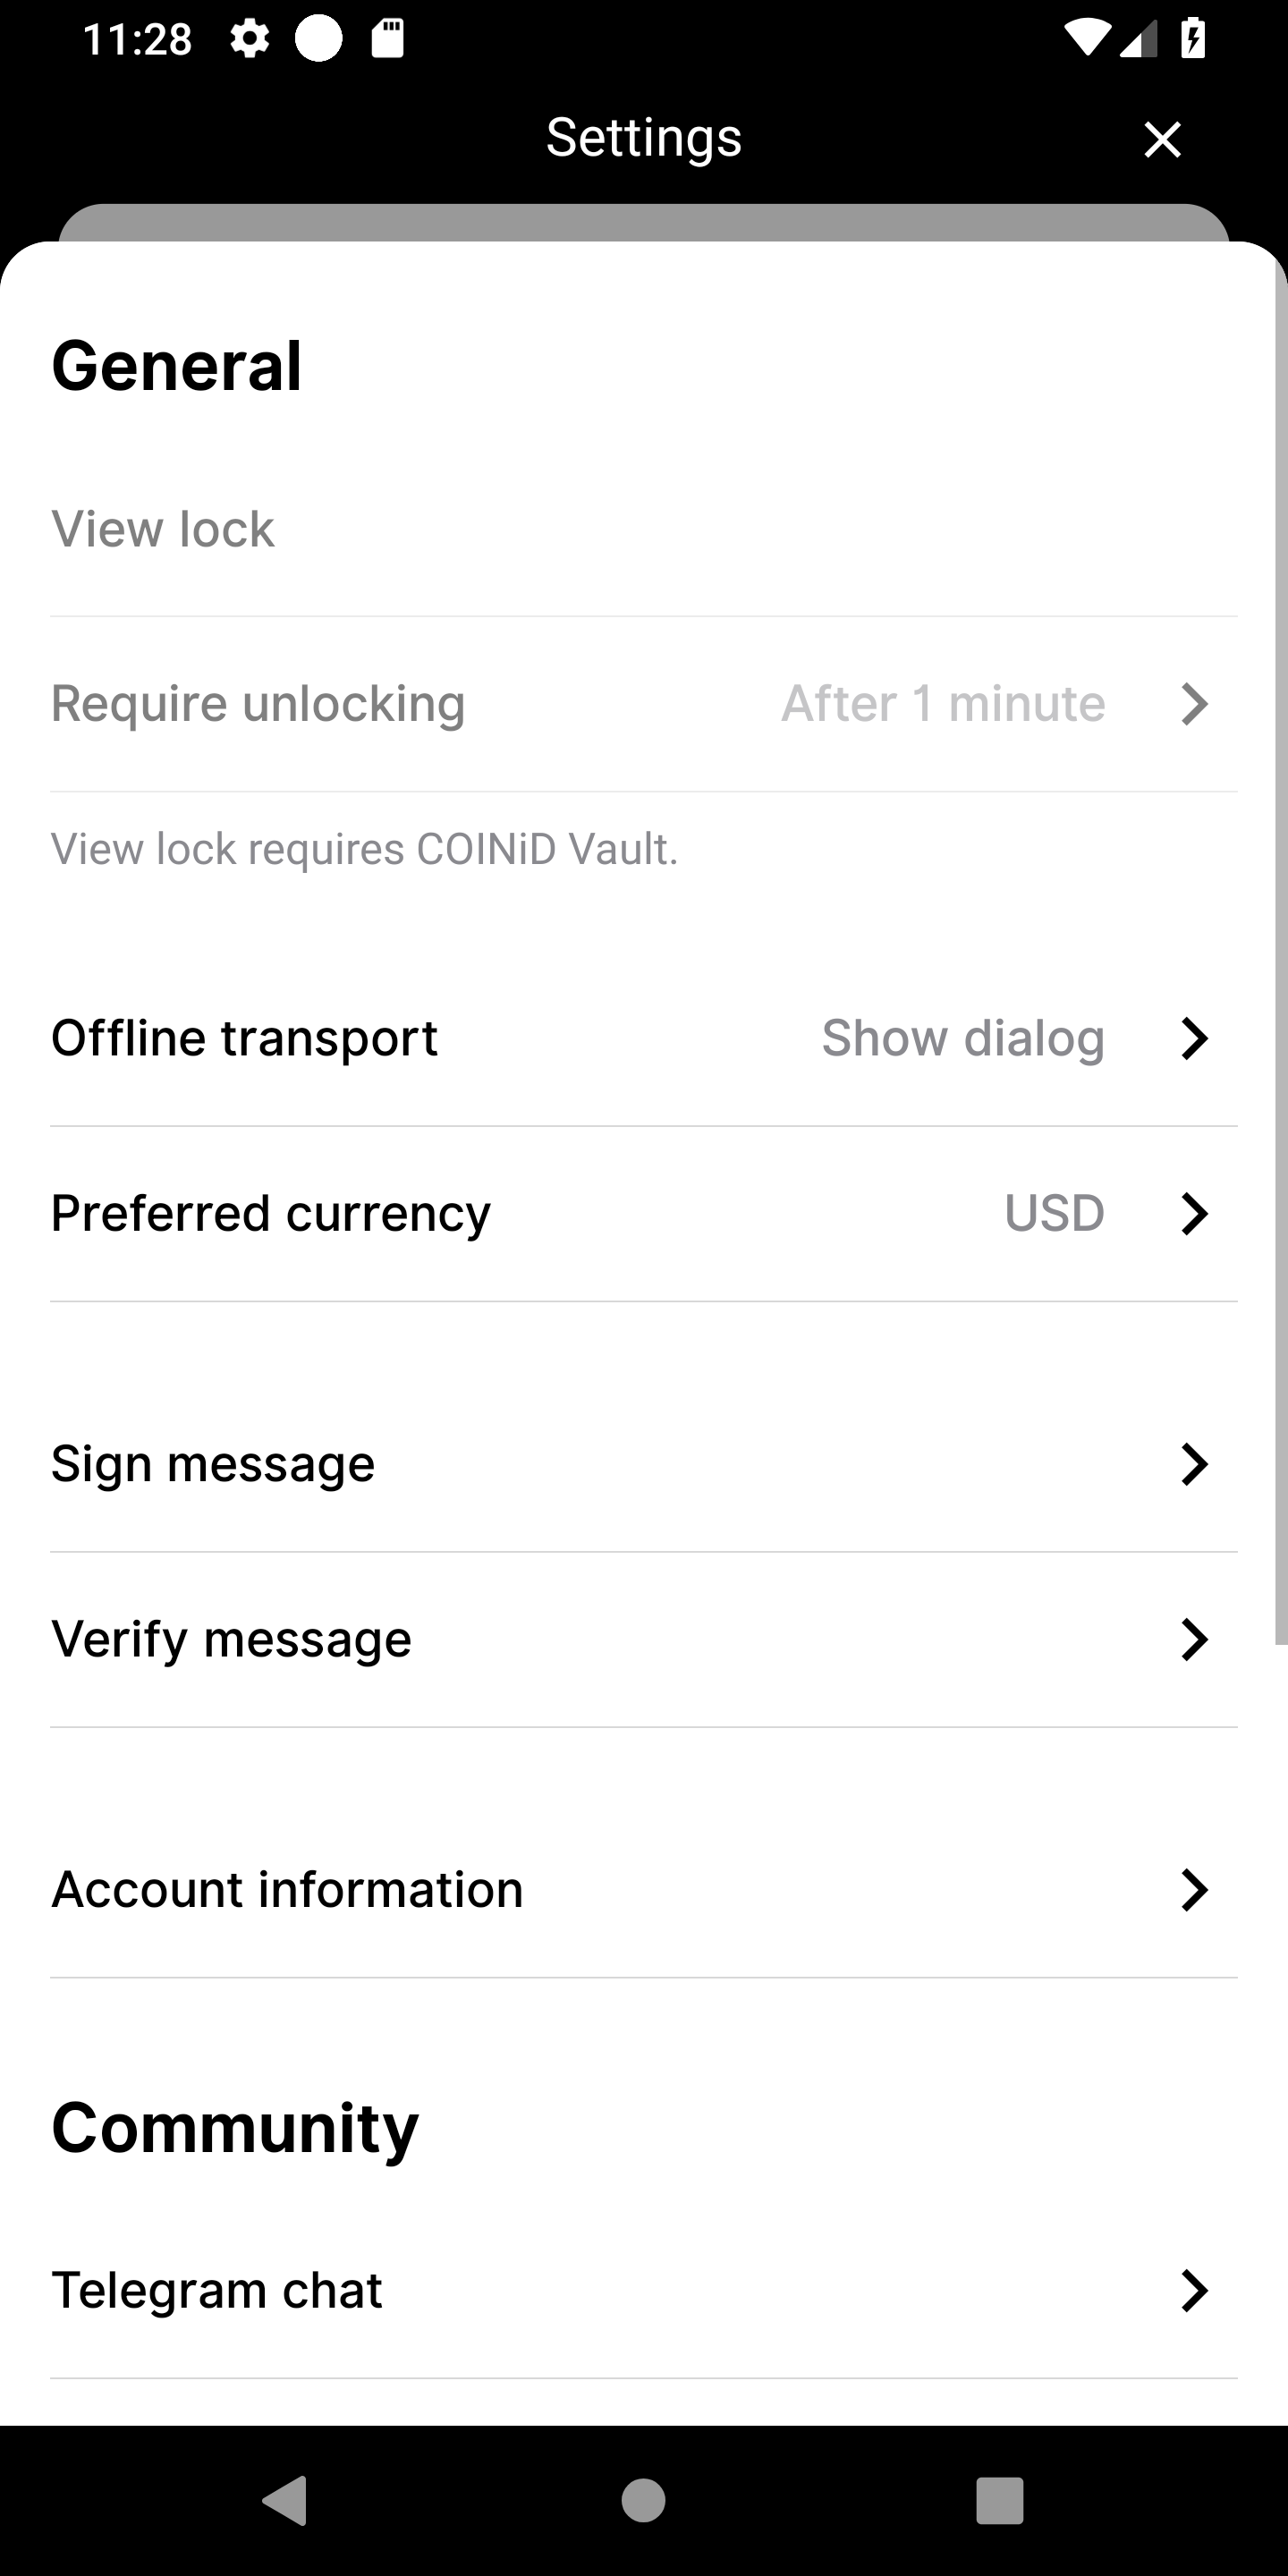 11:28
Settings
General
View lock
Require unlocking After 1 minute
View lock requires COINiD Vault.
Offline transport Show dialog
Preferred currency USD
Sign message
Verify message
Account information
Community
Telegram chat